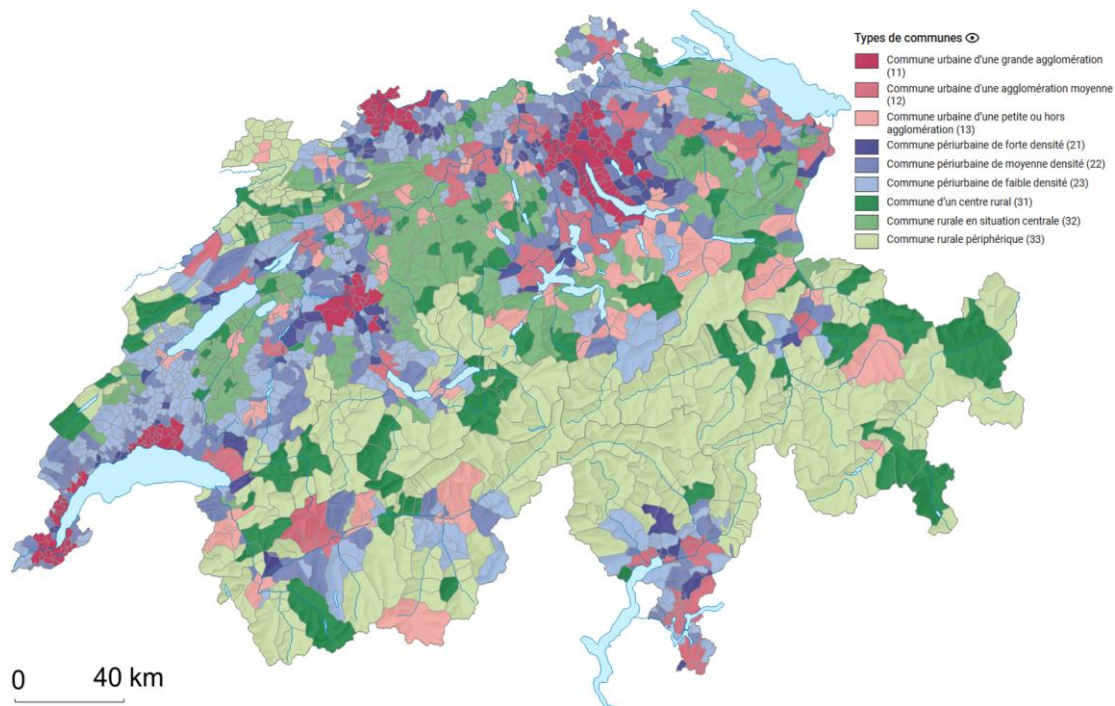 Types de communes
Commune urbaine d'une grande agglomération
(11)
Commune urbaine d'une agglomération moyenne
(12)
Commune urbaine d'une petite ou hors
agglomération (13)
Commune périurbaine de forte densité (21)
Commune périurbaine de moyenne densité (22)
Commune périurbaine de faible densité (23)
Commune d'un centre rural (31)
Commune rurale en situation centrale (32)
Commune rurale périphérique (33)
0 40 km